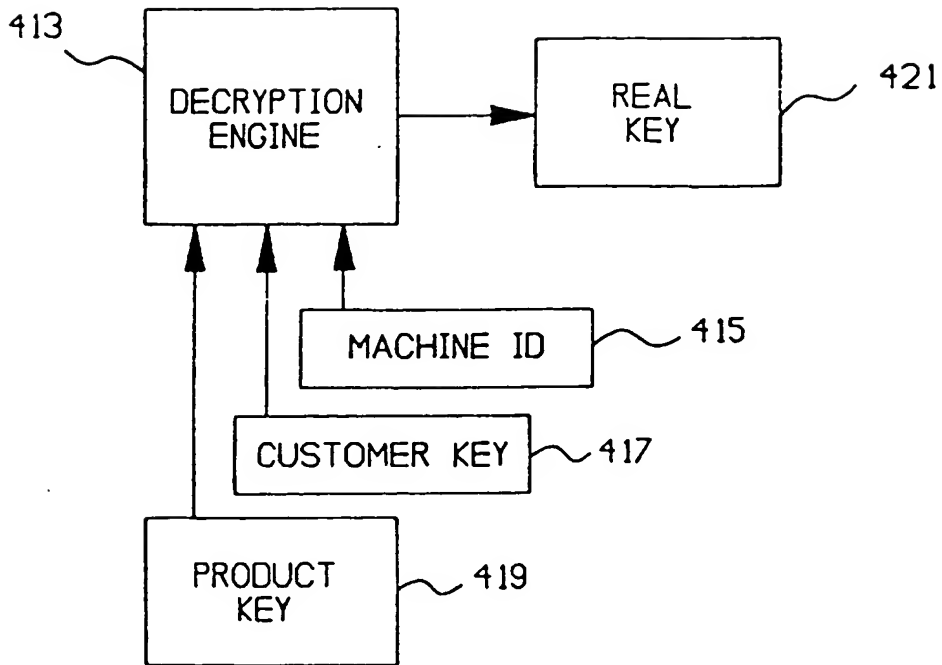 413
DECRYPTION
ENGINE
REAL
KEY
421
MACHINE ID
415
CUSTOMER KEY
417
PRODUCT
KEY
419